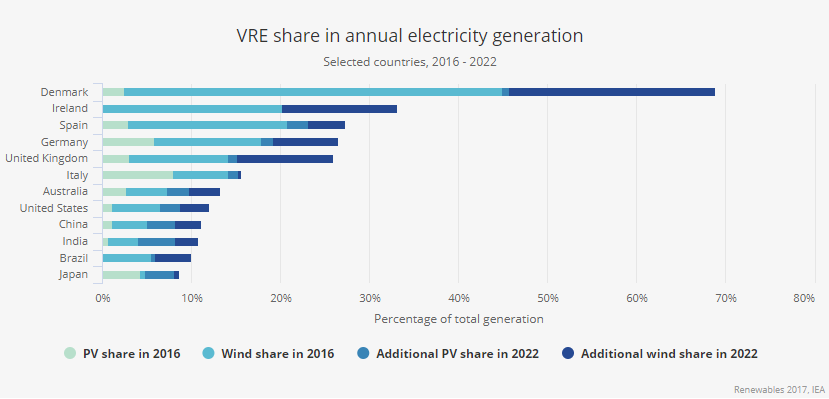 VRE share in annual electricity generation
Selected countries, 2016 - 2022
Denmark
Ireland
Spain
Germany
United Kingdom
Italy
Australia
United States
China
India
Brazil
Japan
0% 10% 20% 30% 40% 50% 60% 70% 80%
Percentage of total generation
PV share in 2016 Wind share in 2016 Additional PV share in 2022 Additional wind share in 2022
Renewables 2017, IEA